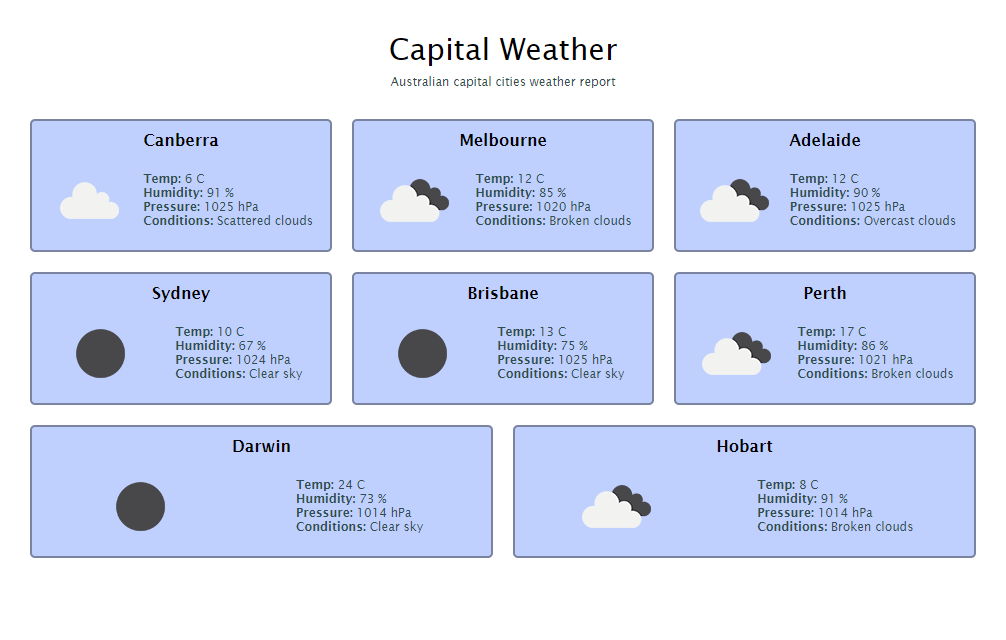 Capital Weather
Australian capital cities weather report
Canberra
Temp: 6 C
Humidity: 91 %
Pressure: 1025 hPa
Conditions: Scattered clouds
Melbourne
Temp: 12 C
Humidity: 85 %
Pressure: 1020 hPa
Conditions: Broken clouds
Adelaide
Temp: 12 C
Humidity: 90 %
Pressure: 1025 hPa
Conditions: Overcast clouds
Sydney
Temp: 10 C
Humidity: 67 %
Pressure: 1024 hPa
Conditions: Clear sky
Brisbane
Temp: 13 C
Humidity: 75 %
Pressure: 1025 hPa
Conditions: Clear sky
Perth
Temp: 17 C
Humidity: 86 %
Pressure: 1021 hPa
Conditions: Broken clouds
Darwin
Temp: 24 C
Humidity: 73 %
Pressure: 1014 hPa
Conditions: Clear sky
Hobart
Temp: 8 C
Humidity: 91 %
Pressure: 1014 hPa
Conditions: Broken clouds